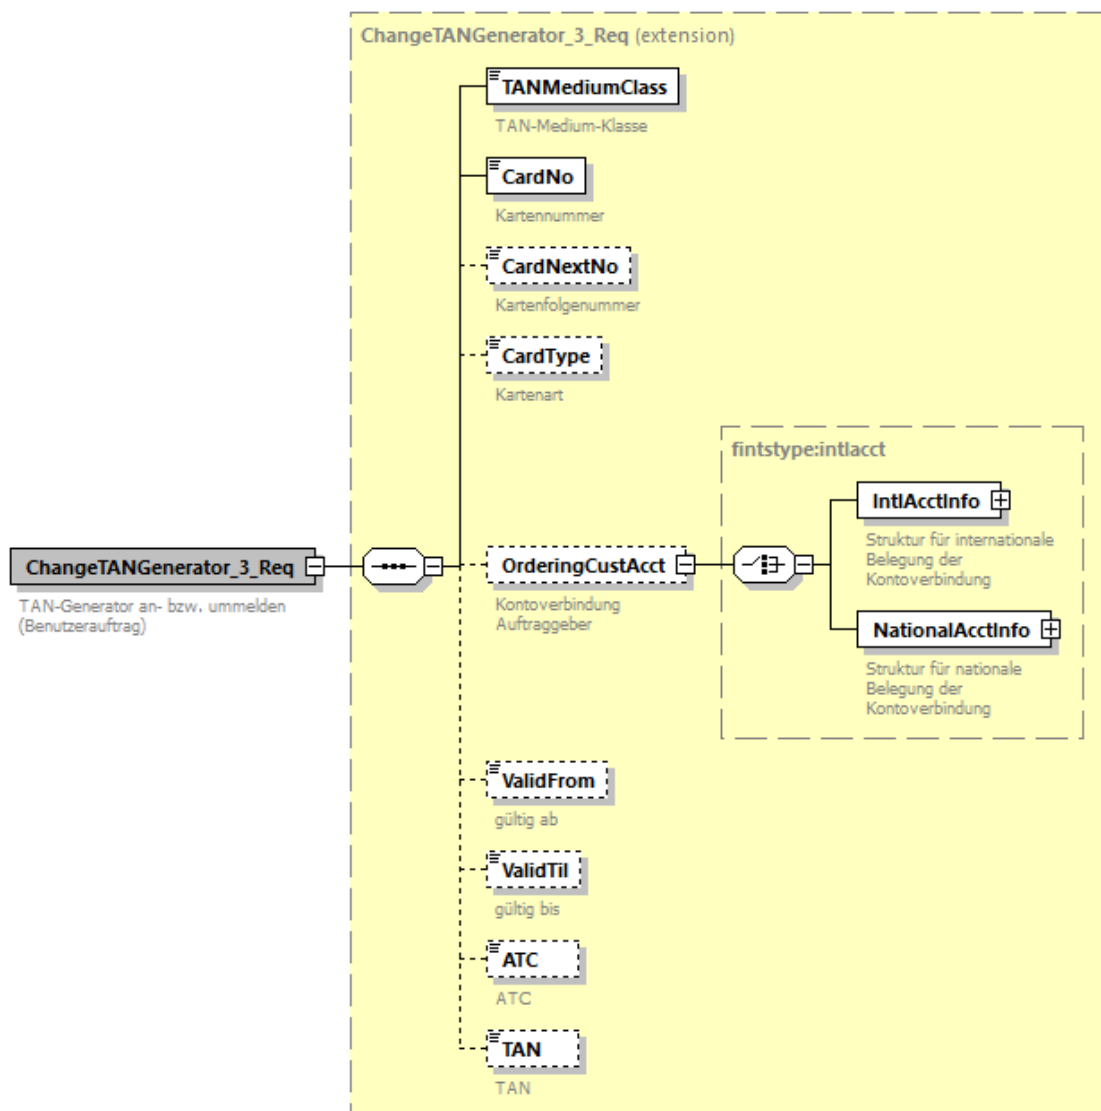 ChangeTANGenerator_3_Req (extension)
TANMediumClass
TAN-Medium-Klasse
CardNo
Kartennummer
CardNextNo
Kartenfolgenummer
CardType
Kartenart
fintstype:intlacct
IntlAcctInfo
Struktur für internationale
Belegung der
Kontoverbindung
ChangeTANGenerator_3_Req
TAN-Generator an- bzw. ummelden
(Benutzerauftrag)
OrderingCustAcct
Kontoverbindung
Auftraggeber
NationalAcctInfo
Struktur für nationale
Belegung der
Kontoverbindung
ValidFrom
gültig ab
ValidTil
gültig bis
ATC
ATC
TAN
TAN